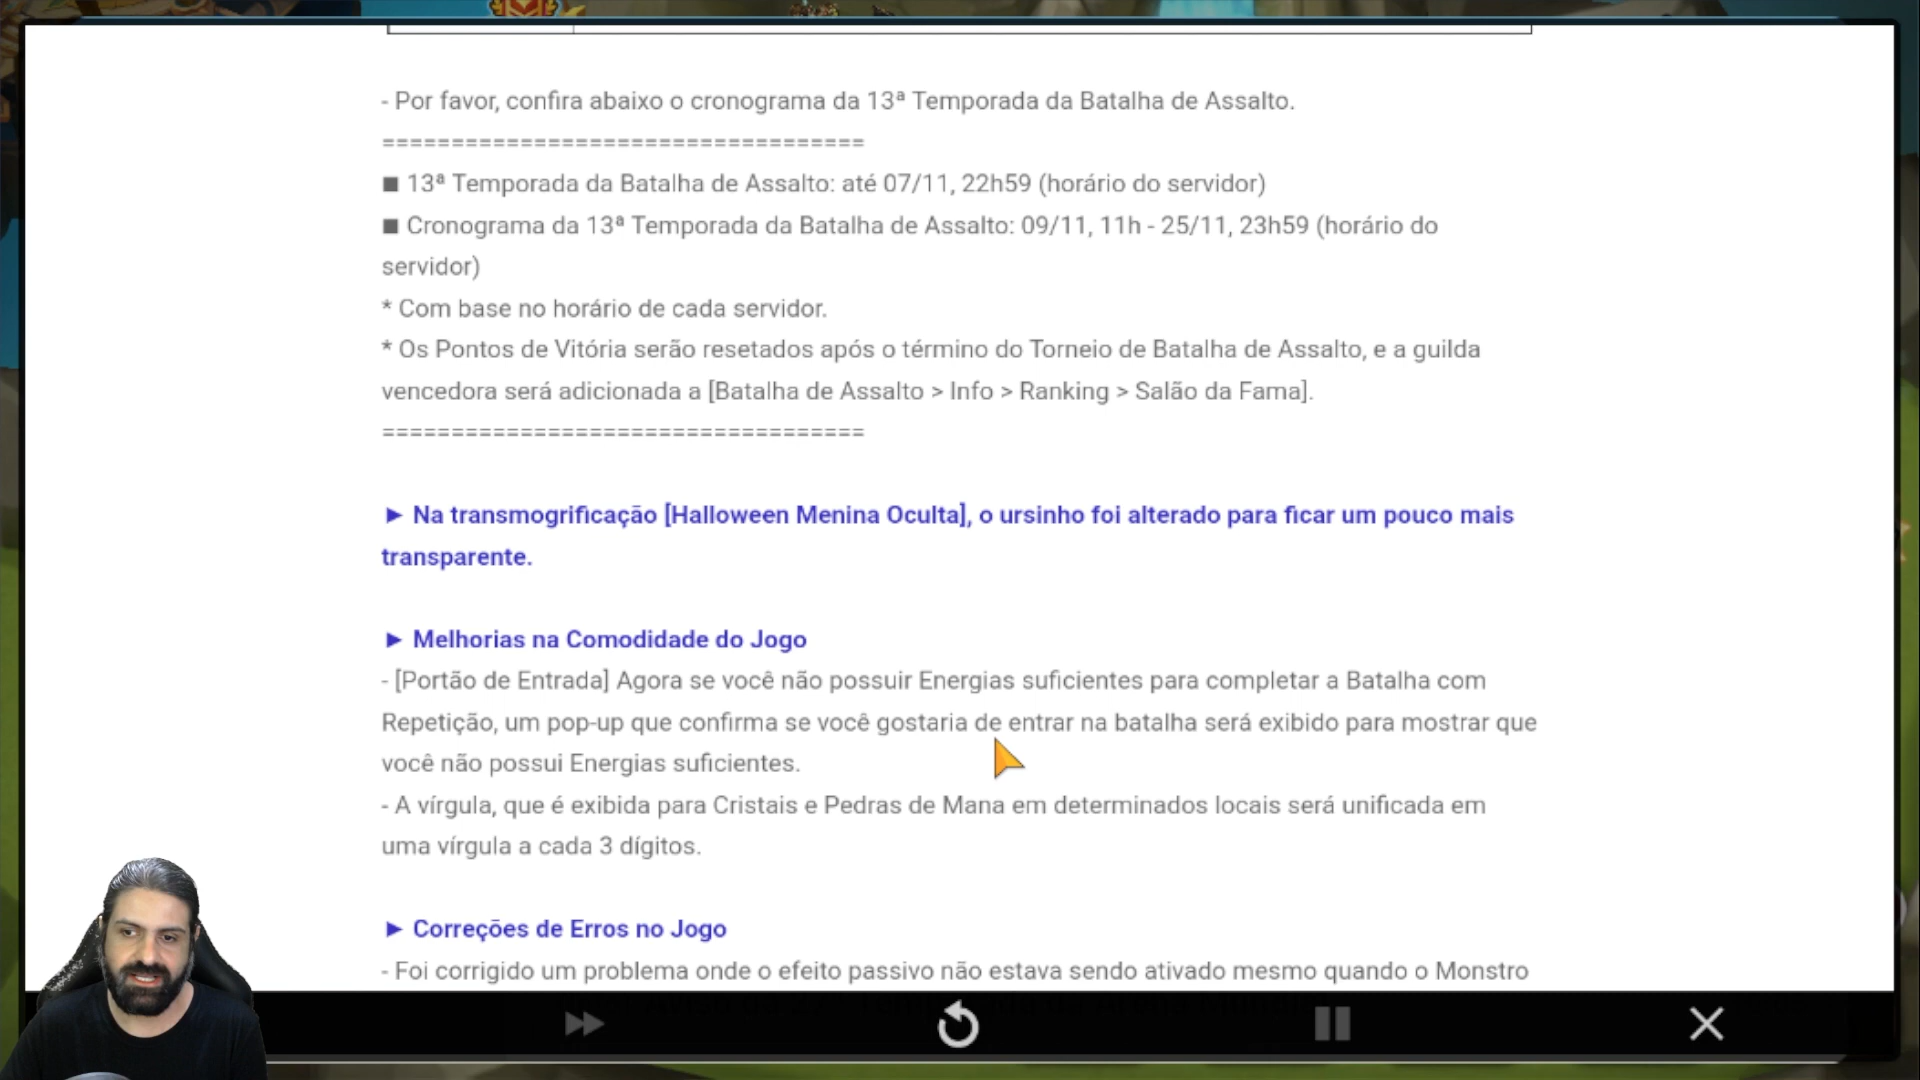 - Por favor, confira abaixo o cronograma da 13ª Temporada da Batalha de Assalto.
===================================
■ 13ª Temporada da Batalha de Assalto: até 07/11, 22h59 (horário do servidor)
■ Cronograma da 13ª Temporada da Batalha de Assalto: 09/11, 11h - 25/11, 23h59 (horário do
servidor)
* Com base no horário de cada servidor.
* Os Pontos de Vitória serão resetados após o término do Torneio de Batalha de Assalto, e a guilda
vencedora será adicionada a [Batalha de Assalto > Info > Ranking > Salão da Fama].
===================================
► Na transmogrificação [Halloween Menina Oculta], o ursinho foi alterado para ficar um pouco mais
transparente.
► Melhorias na Comodidade do Jogo
- [Portão de Entrada] Agora se você não possuir Energias suficientes para completar a Batalha com
Repetição, um pop-up que confirma se você gostaria de entrar na batalha será exibido para mostrar que
você não possui Energias suficientes.
- A vírgula, que é exibida para Cristais e Pedras de Mana em determinados locais será unificada em
uma vírgula a cada 3 dígitos.
► Correções de Erros no Jogo
- Foi corrigido um problema onde o efeito passivo não estava sendo ativado mesmo quando o Monstro